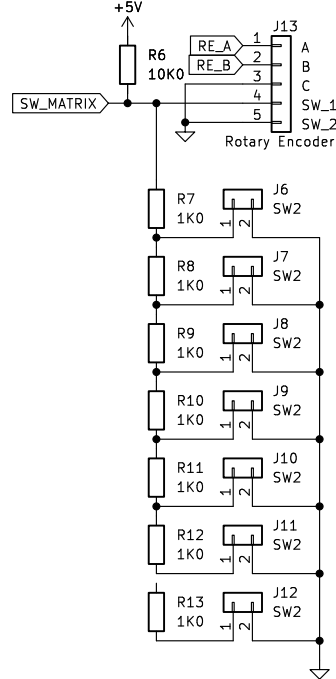 +5V
R6
10K0
SW_MATRIX
J13
RE_A
1
A
RE_B
2
B
3
C
4
SW_1
5
SW_2
Rotary Encoder
R7
1K0
J6
SW2
1
2
R8
1K0
J7
SW2
1
2
R9
1K0
J8
SW2
1
2
R10
1K0
J9
SW2
1
2
R11
1K0
J10
SW2
1
2
R12
1K0
J11
SW2
1
2
R13
1K0
J12
SW2
1
2